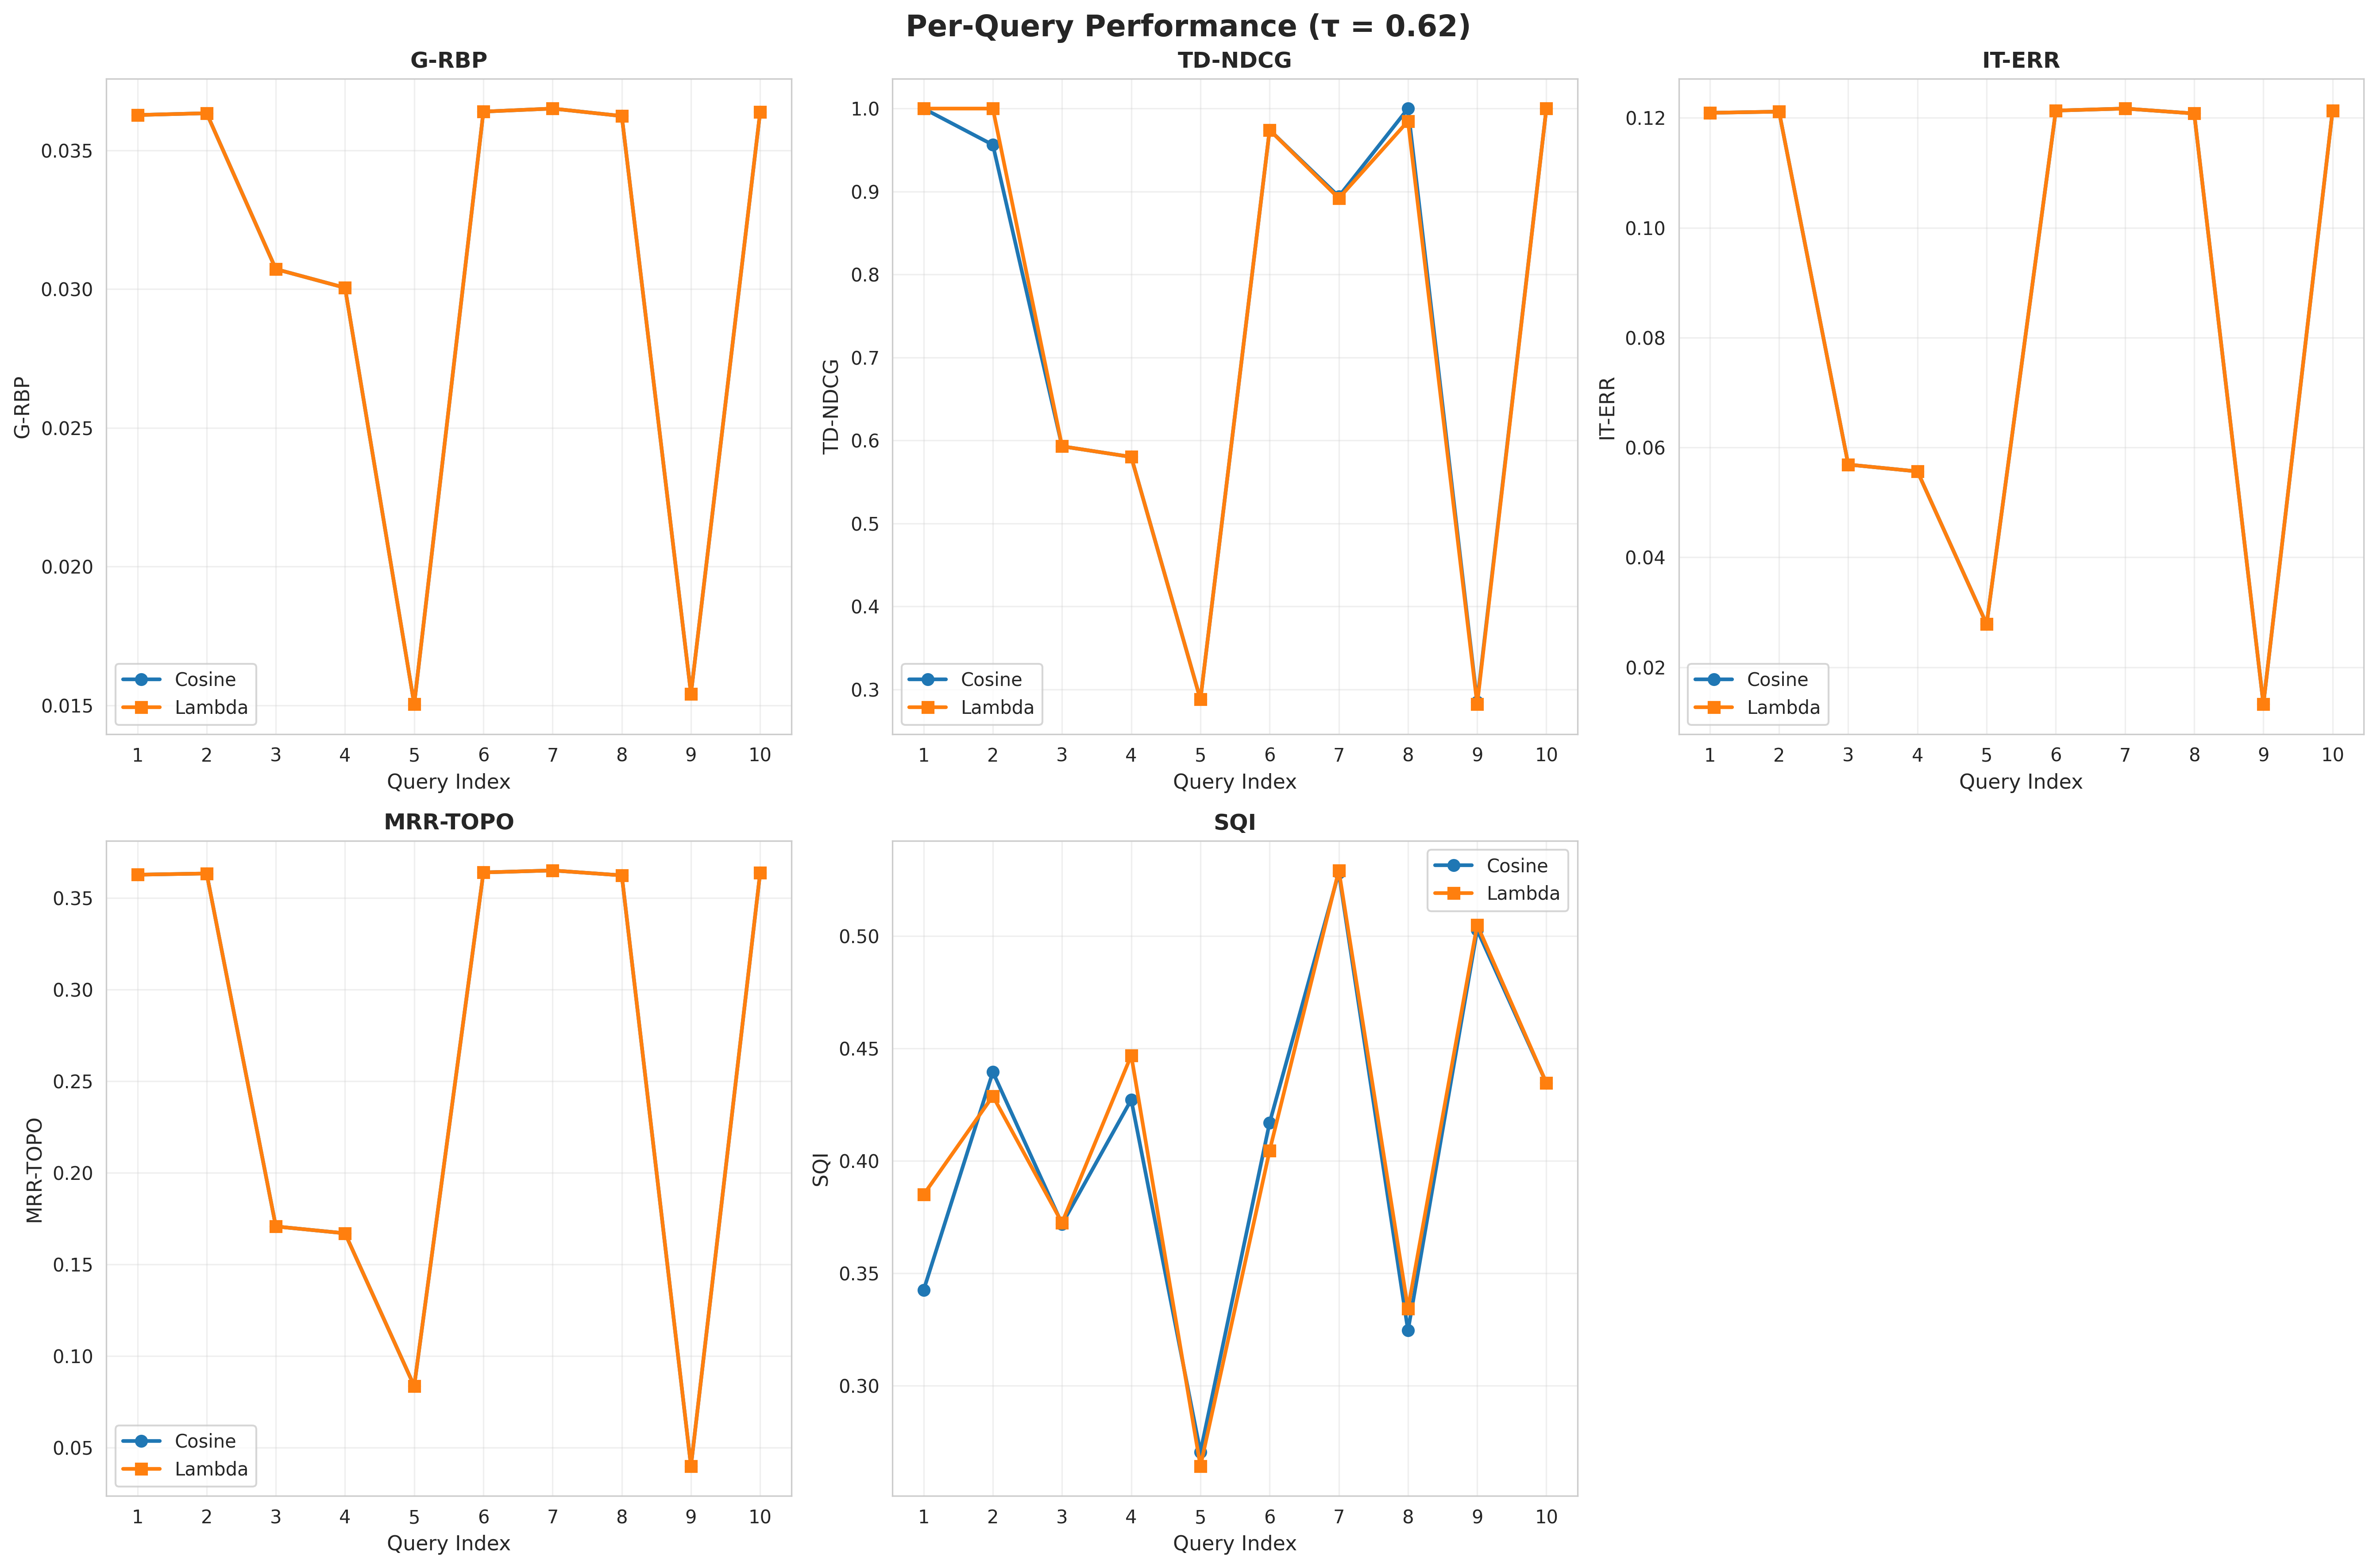 Per-Query Performance (τ = 0.62)
G-RBP
G-RBP
0.035
0.030
0.025
0.020
0.015
Cosine
Lambda
1 2 3 4 5 6 7 8 9 10
Query Index
TD-NDCG
TD-NDCG
1.0
0.9
0.8
0.7
0.6
0.5
0.4
0.3
Cosine
Lambda
1 2 3 4 5 6 7 8 9 10
Query Index
IT-ERR
IT-ERR
0.12
0.10
0.08
0.06
0.04
0.02
Cosine
Lambda
1 2 3 4 5 6 7 8 9 10
Query Index
MRR-TOPO
MRR-TOPO
0.35
0.30
0.25
0.20
0.15
0.10
0.05
Cosine
Lambda
1 2 3 4 5 6 7 8 9 10
Query Index
SQI
SQI
0.50
0.45
0.40
0.35
0.30
Cosine
Lambda
1 2 3 4 5 6 7 8 9 10
Query Index